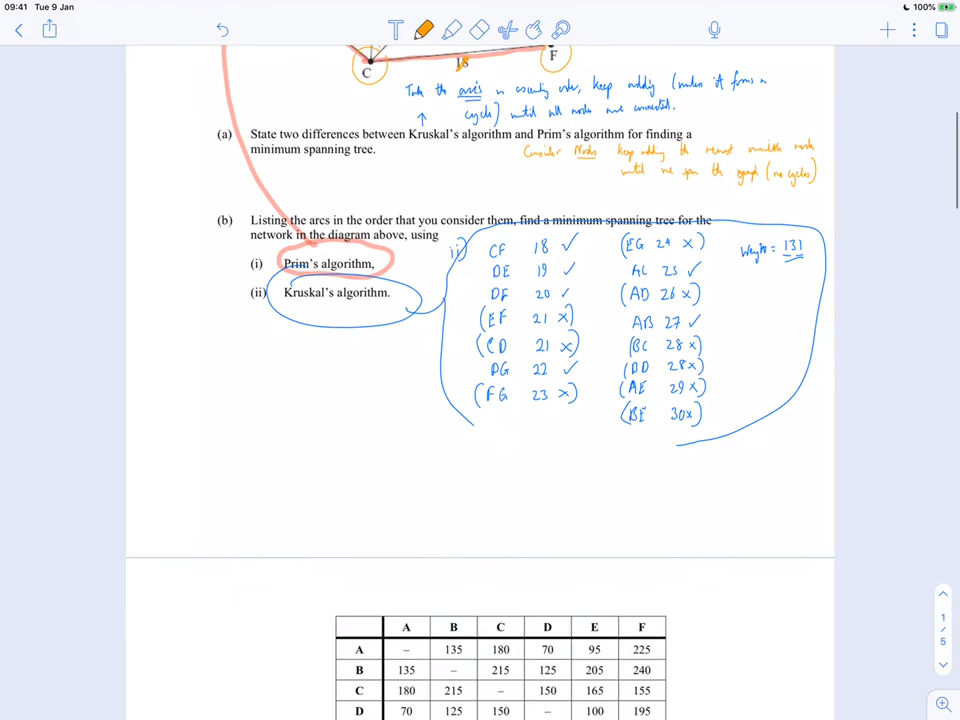 09:41 Tue 9 Jan
100%
T
18
C
F
Take the arcs in ascending order, keep adding (unless it forms a
cycle) until all nodes are connected.
(a) State two differences between Kruskal's algorithm and Prim's algorithm for finding a
minimum spanning tree.
Consider Nodes keep adding the nearest node
until we span the graph (no cycles)
(b) Listing the arcs in the order that you consider them, find a minimum spanning tree for the
network in the diagram above, using
(i) Prim's algorithm,
(ii) Kruskal's algorithm.
ii)
CF 18 ✓
DE 19 ✓
DF 20 ✓
(EF 21 x)
(CD 21 x)
DG 22 ✓
(FG 23 x)
(EG 24 x)
AC 25 ✓
(AD 26 x)
AB 27 ✓
(BC 28 x)
(BD 28 x)
(AE 29 x)
(BE 30 x)
Weight = 131
1
/
5
A B C D E F
A – 135 180 70 95 225
B 135 – 215 125 205 240
C 180 215 – 150 165 155
D 70 125 150 – 100 195